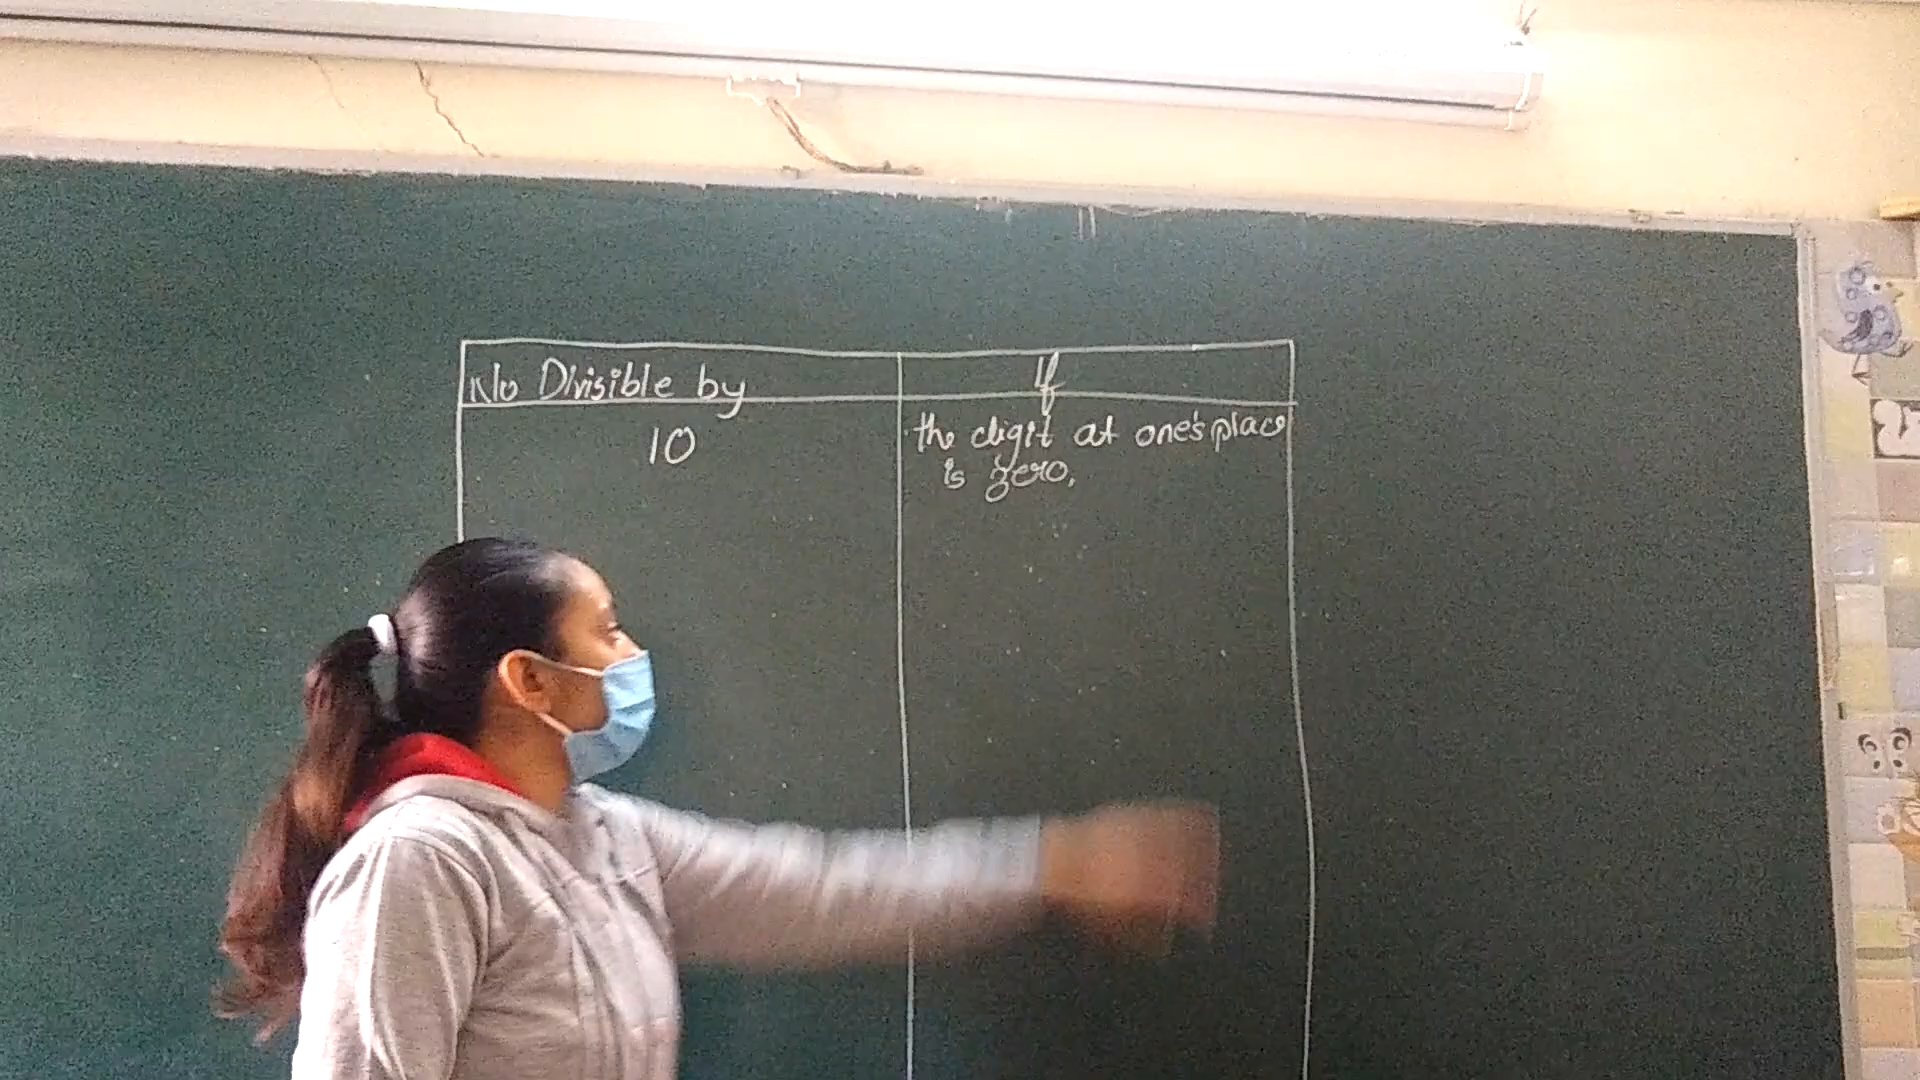 No Divisible by
If
10
the digit at one's place
is zero.